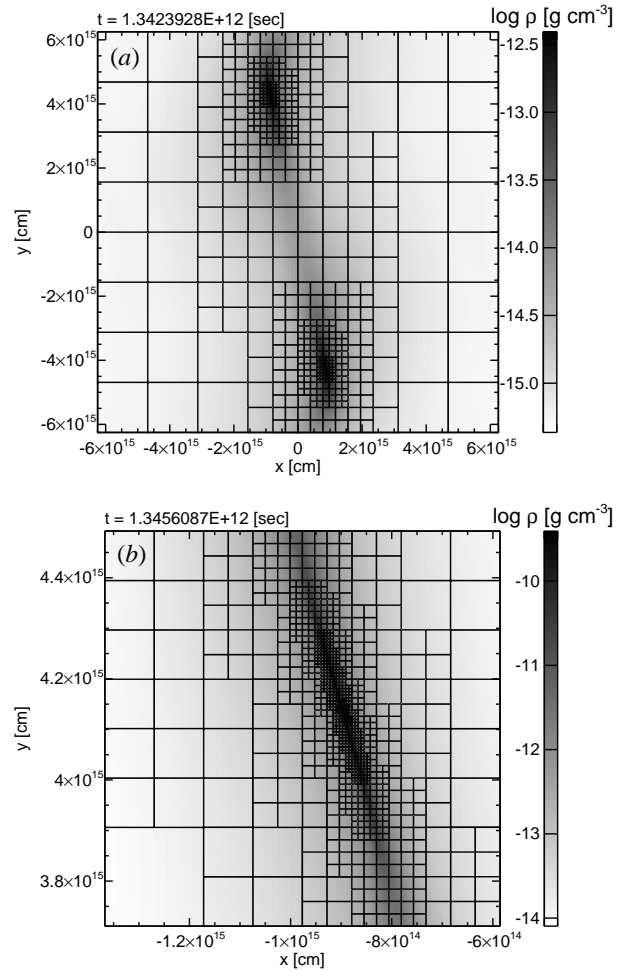 t = 1.3423928E+12 [sec]
log ρ [g cm-3]
(a)
6×10¹⁵
4×10¹⁵
2×10¹⁵
0
-2×10¹⁵
-4×10¹⁵
-6×10¹⁵
y [cm]
-6×10¹⁵ -4×10¹⁵ -2×10¹⁵ 0 2×10¹⁵ 4×10¹⁵ 6×10¹⁵
x [cm]
-12.5
-13.0
-13.5
-14.0
-14.5
-15.0
t = 1.3456087E+12 [sec]
log ρ [g cm-3]
(b)
4.4×10¹⁵
4.2×10¹⁵
4×10¹⁵
3.8×10¹⁵
y [cm]
-1.2×10¹⁵ -1×10¹⁵ -8×10¹⁴ -6×10¹⁴
x [cm]
-10
-11
-12
-13
-14